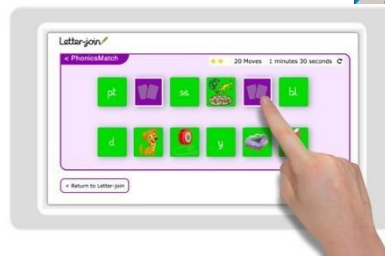 Letter-join
< PhonicsMatch
20 Moves 1 minutes 30 seconds
pt ss bl
d y
< Return to Letter-join